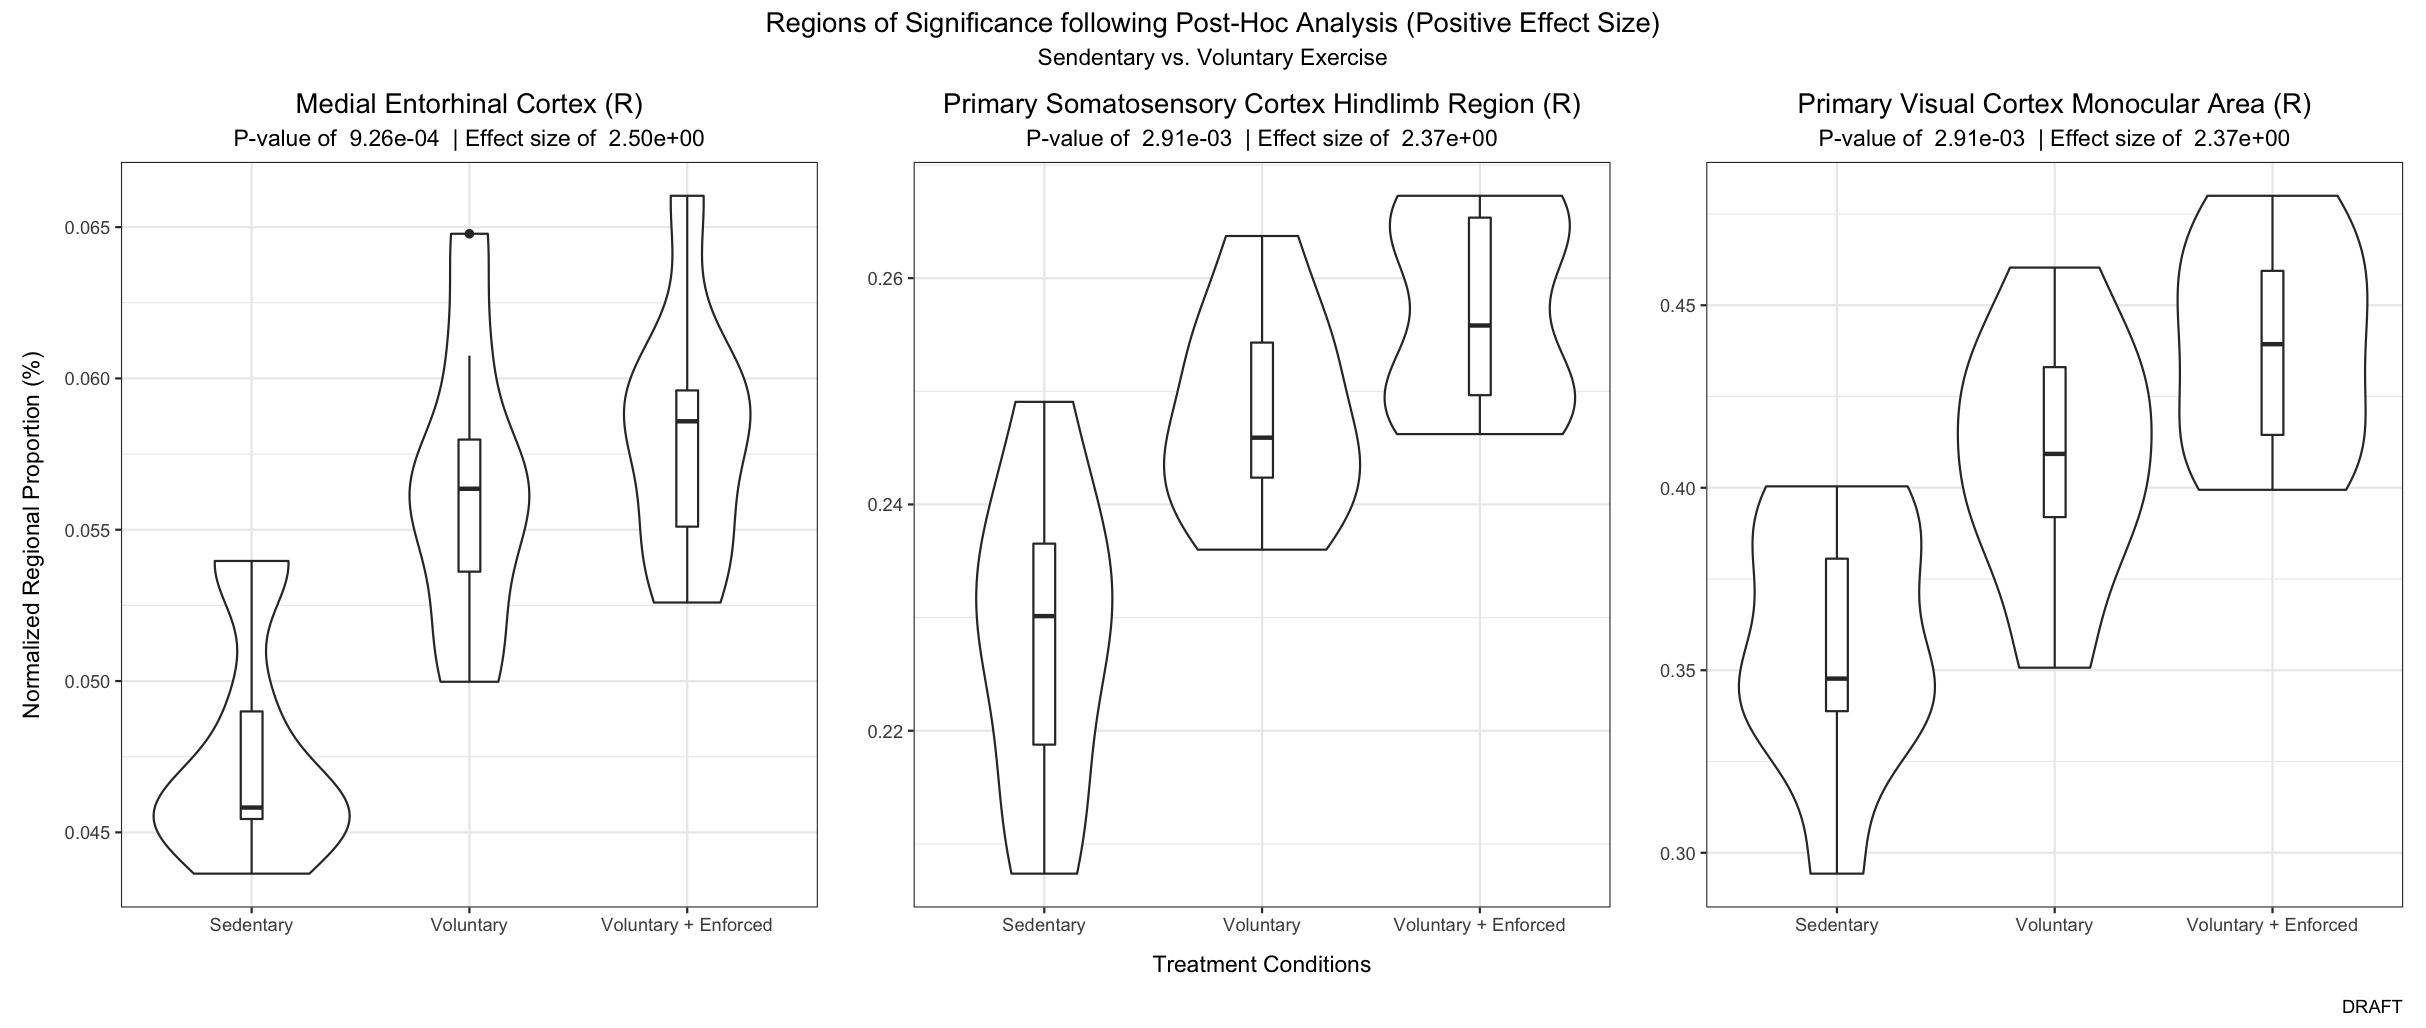 Regions of Significance following Post-Hoc Analysis (Positive Effect Size)
Sendentary vs. Voluntary Exercise
Medial Entorhinal Cortex (R)
P-value of 9.26e-04 | Effect size of 2.50e+00
Normalized Regional Proportion (%)
0.065
0.060
0.055
0.050
0.045
Sedentary Voluntary Voluntary + Enforced
Primary Somatosensory Cortex Hindlimb Region (R)
P-value of 2.91e-03 | Effect size of 2.37e+00
0.26
0.24
0.22
Sedentary Voluntary Voluntary + Enforced
Primary Visual Cortex Monocular Area (R)
P-value of 2.91e-03 | Effect size of 2.37e+00
0.45
0.40
0.35
0.30
Sedentary Voluntary Voluntary + Enforced
Treatment Conditions
DRAFT